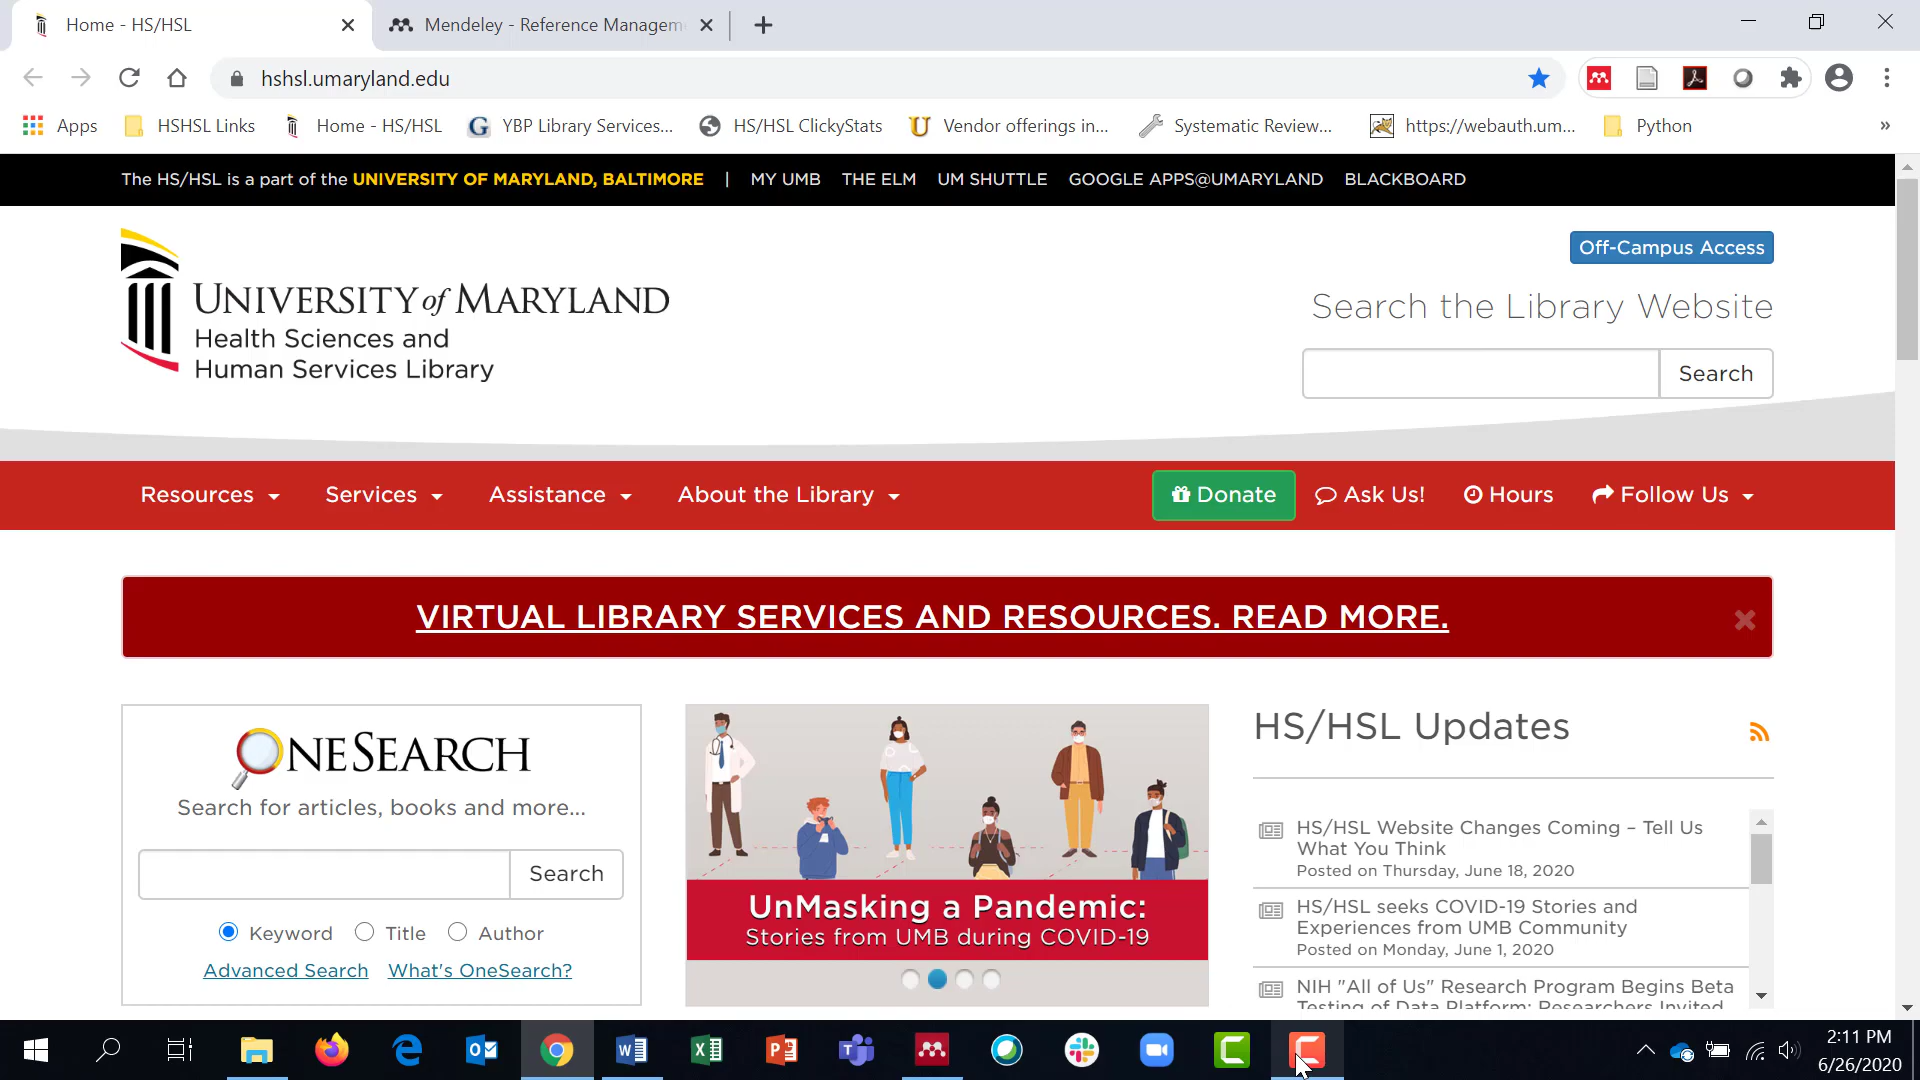 Home - HS/HSL
Mendeley - Reference Managem
hshsl.umaryland.edu
Apps
HSHSL Links
Home - HS/HSL
YBP Library Services...
HS/HSL ClickyStats
Vendor offerings in...
Systematic Review...
https://webauth.um...
Python
»
The HS/HSL is a part of the UNIVERSITY OF MARYLAND, BALTIMORE | MY UMB THE ELM UM SHUTTLE GOOGLE APPS@UMARYLAND BLACKBOARD
Off-Campus Access
UNIVERSITY of MARYLAND
Health Sciences and
Human Services Library
Search the Library Website
Search
Resources Services Assistance About the Library Donate Ask Us! Hours Follow Us
VIRTUAL LIBRARY SERVICES AND RESOURCES. READ MORE.
ONESEARCH
Search for articles, books and more...
Search
Keyword Title Author
Advanced Search What's OneSearch?
UnMasking a Pandemic:
Stories from UMB during COVID-19
HS/HSL Updates
HS/HSL Website Changes Coming – Tell Us
What You Think
Posted on Thursday, June 18, 2020
HS/HSL seeks COVID-19 Stories and
Experiences from UMB Community
Posted on Monday, June 1, 2020
NIH "All of Us" Research Program Begins Beta
Testing of Data Platform: Researchers Invited
2:11 PM
6/26/2020